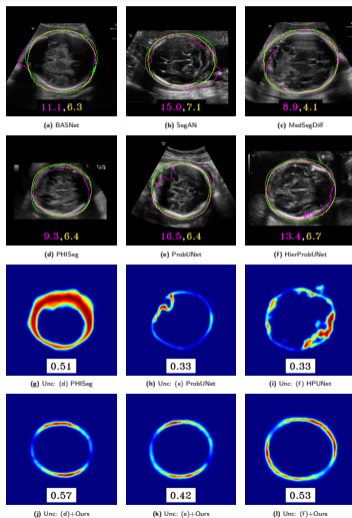 11.1,6.3
15.0,7.1
8.9,4.1
(a) BASNet
(b) SegAN
(c) MedSegDiff
9.3,6.4
16.5,6.4
13.4,6.7
(d) PHISeg
(e) ProbUNet
(f) HierProbUNet
0.51
0.33
0.33
(g) Unc: (d) PHISeg
(h) Unc: (e) ProbUNet
(i) Unc: (f) HPUNet
0.57
0.42
0.53
(j) Unc: (d)+Ours
(k) Unc: (e)+Ours
(l) Unc: (f)+Ours